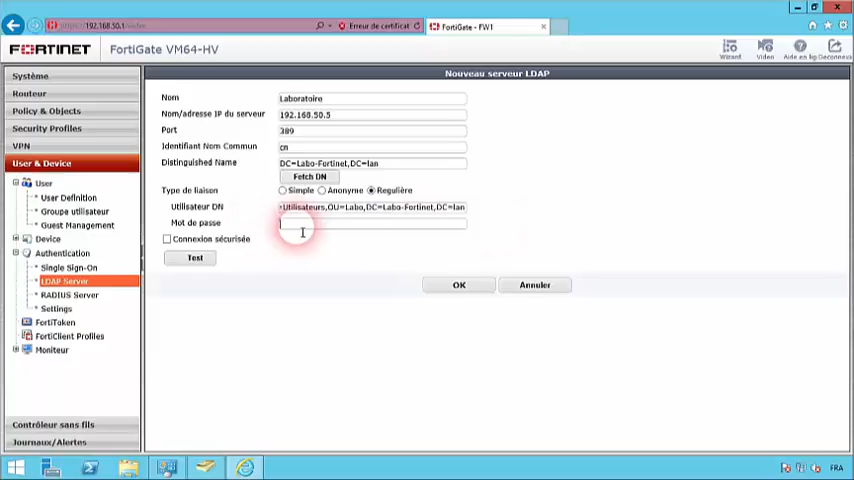 https://192.168.50.1/index
Erreur de certificat
FortiGate - FW1
FORTINET
FortiGate VM64-HV
Wizard
Video
Aide en lig
Deconnexi
Système
Routeur
Policy & Objects
Security Profiles
VPN
User & Device
User
User Definition
Groupe utilisateur
Guest Management
Device
Authentication
Single Sign-On
LDAP Server
RADIUS Server
Settings
FortiToken
FortiClient Profiles
Moniteur
Contrôleur sans fils
Journaux/Alertes
Nouveau serveur LDAP
Nom Laboratoire
Nom/adresse IP du serveur 192.168.50.5
Port 389
Identifiant Nom Commun cn
Distinguished Name DC=Labo-Fortinet,DC=lan
Fetch DN
Type de liaison Simple Anonyme Regulière
Utilisateur DN =Utilisateurs,OU=Labo,DC=Labo-Fortinet,DC=lan
Mot de passe
Connexion sécurisée
Test
OK Annuler
FRA